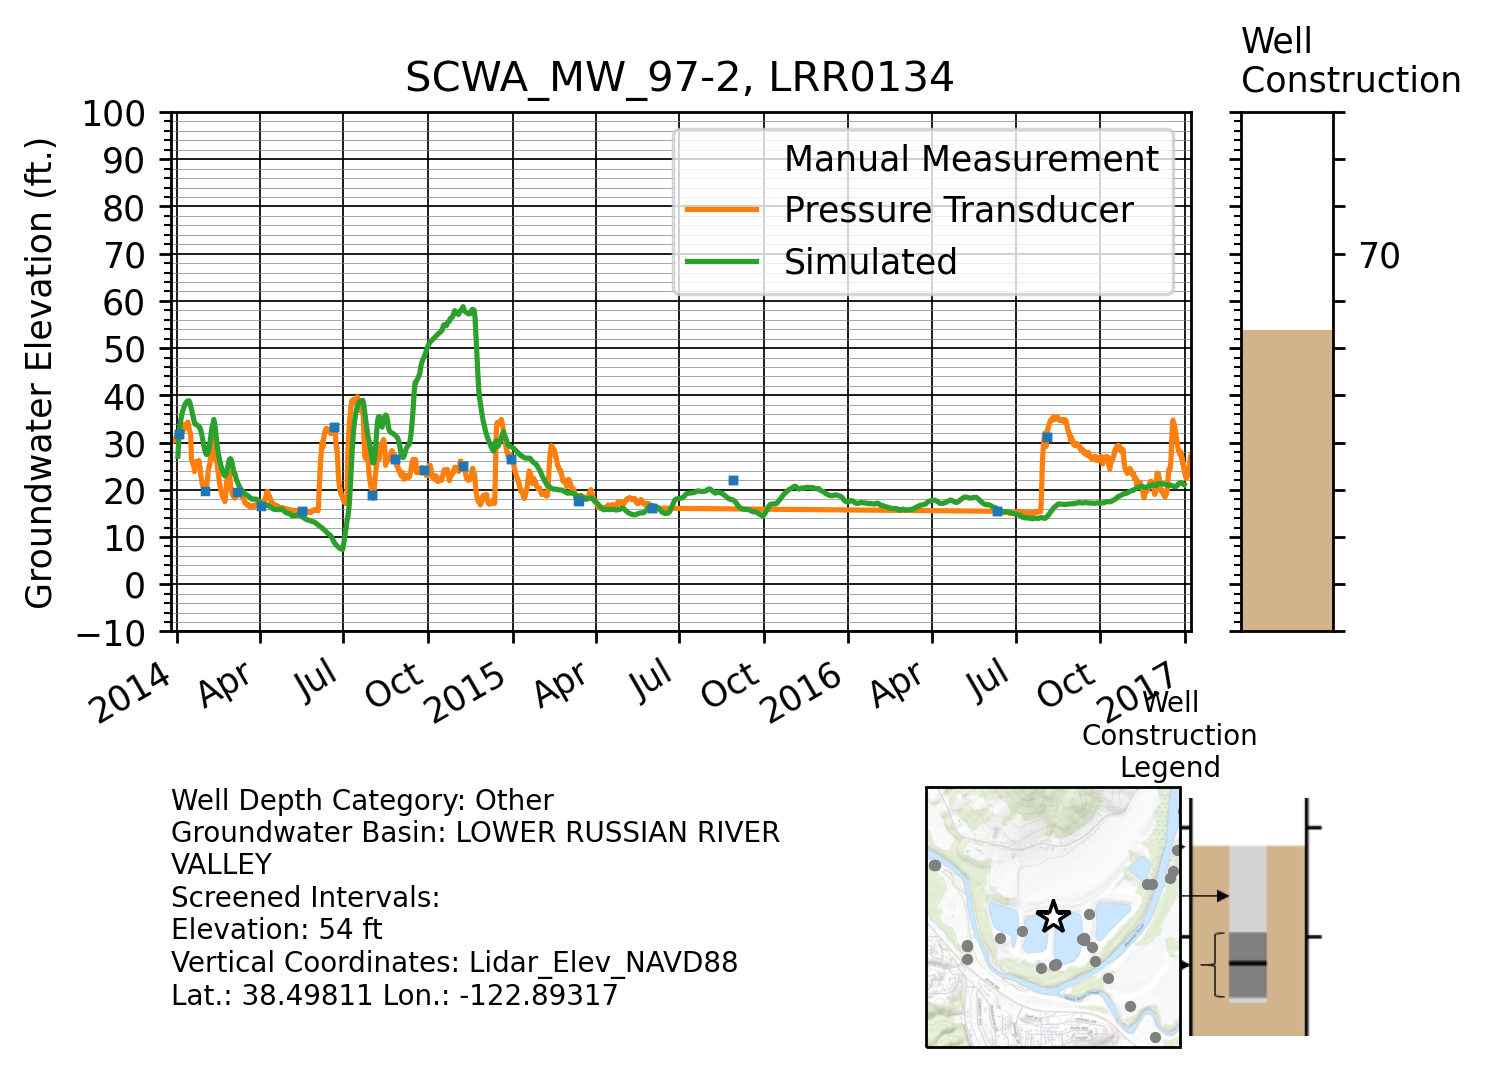 Well
Construction
SCWA_MW_97-2, LRR0134
Groundwater Elevation (ft.)
100
90
80
70
60
50
40
30
20
10
0
−10
Manual Measurement
Pressure Transducer
Simulated
70
2014
Apr
Jul
Oct
2015
Apr
Jul
Oct
2016
Apr
Jul
Oct
2017
Well
Construction
Legend
Well Depth Category: Other
Groundwater Basin: LOWER RUSSIAN RIVER
VALLEY
Screened Intervals:
Elevation: 54 ft
Vertical Coordinates: Lidar_Elev_NAVD88
Lat.: 38.49811 Lon.: -122.89317